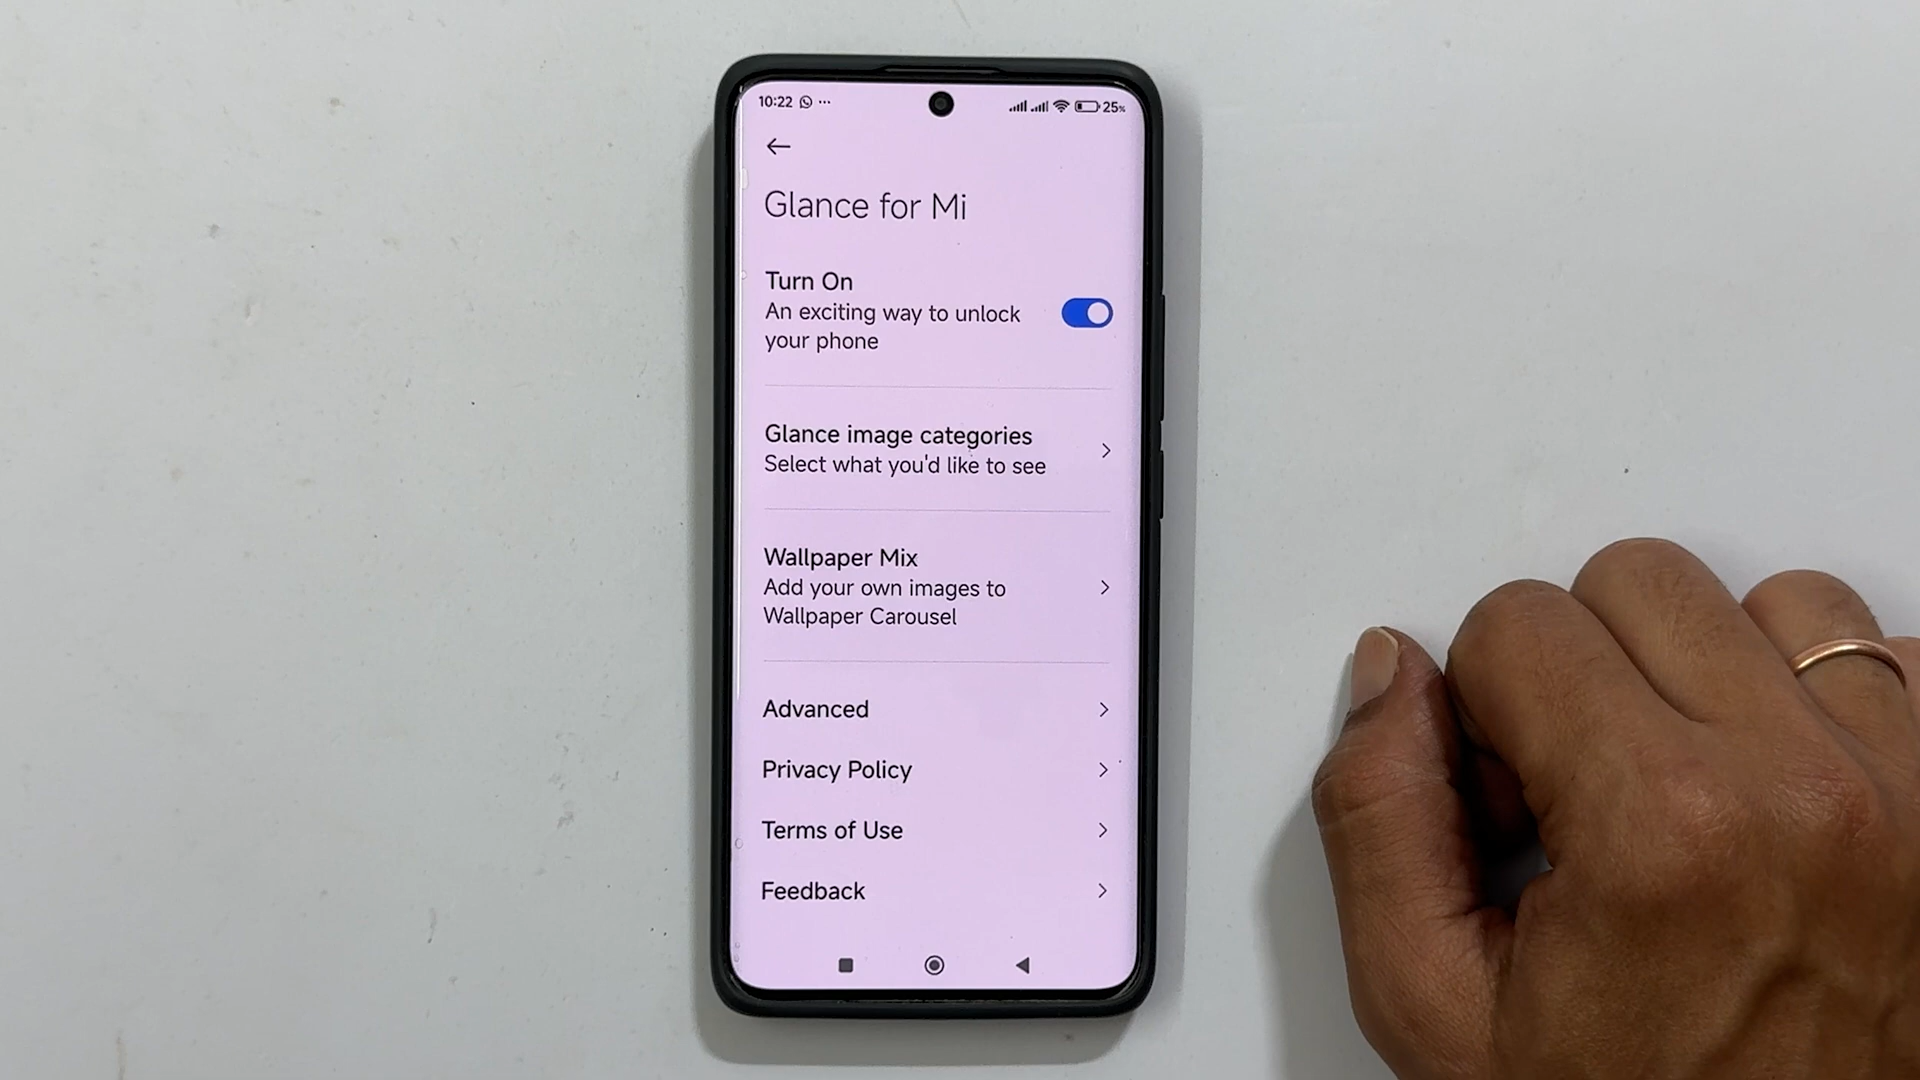 10:22 ...
25%
Glance for Mi
Turn On
An exciting way to unlock
your phone
Glance image categories
Select what you'd like to see
Wallpaper Mix
Add your own images to
Wallpaper Carousel
Advanced
Privacy Policy
Terms of Use
Feedback